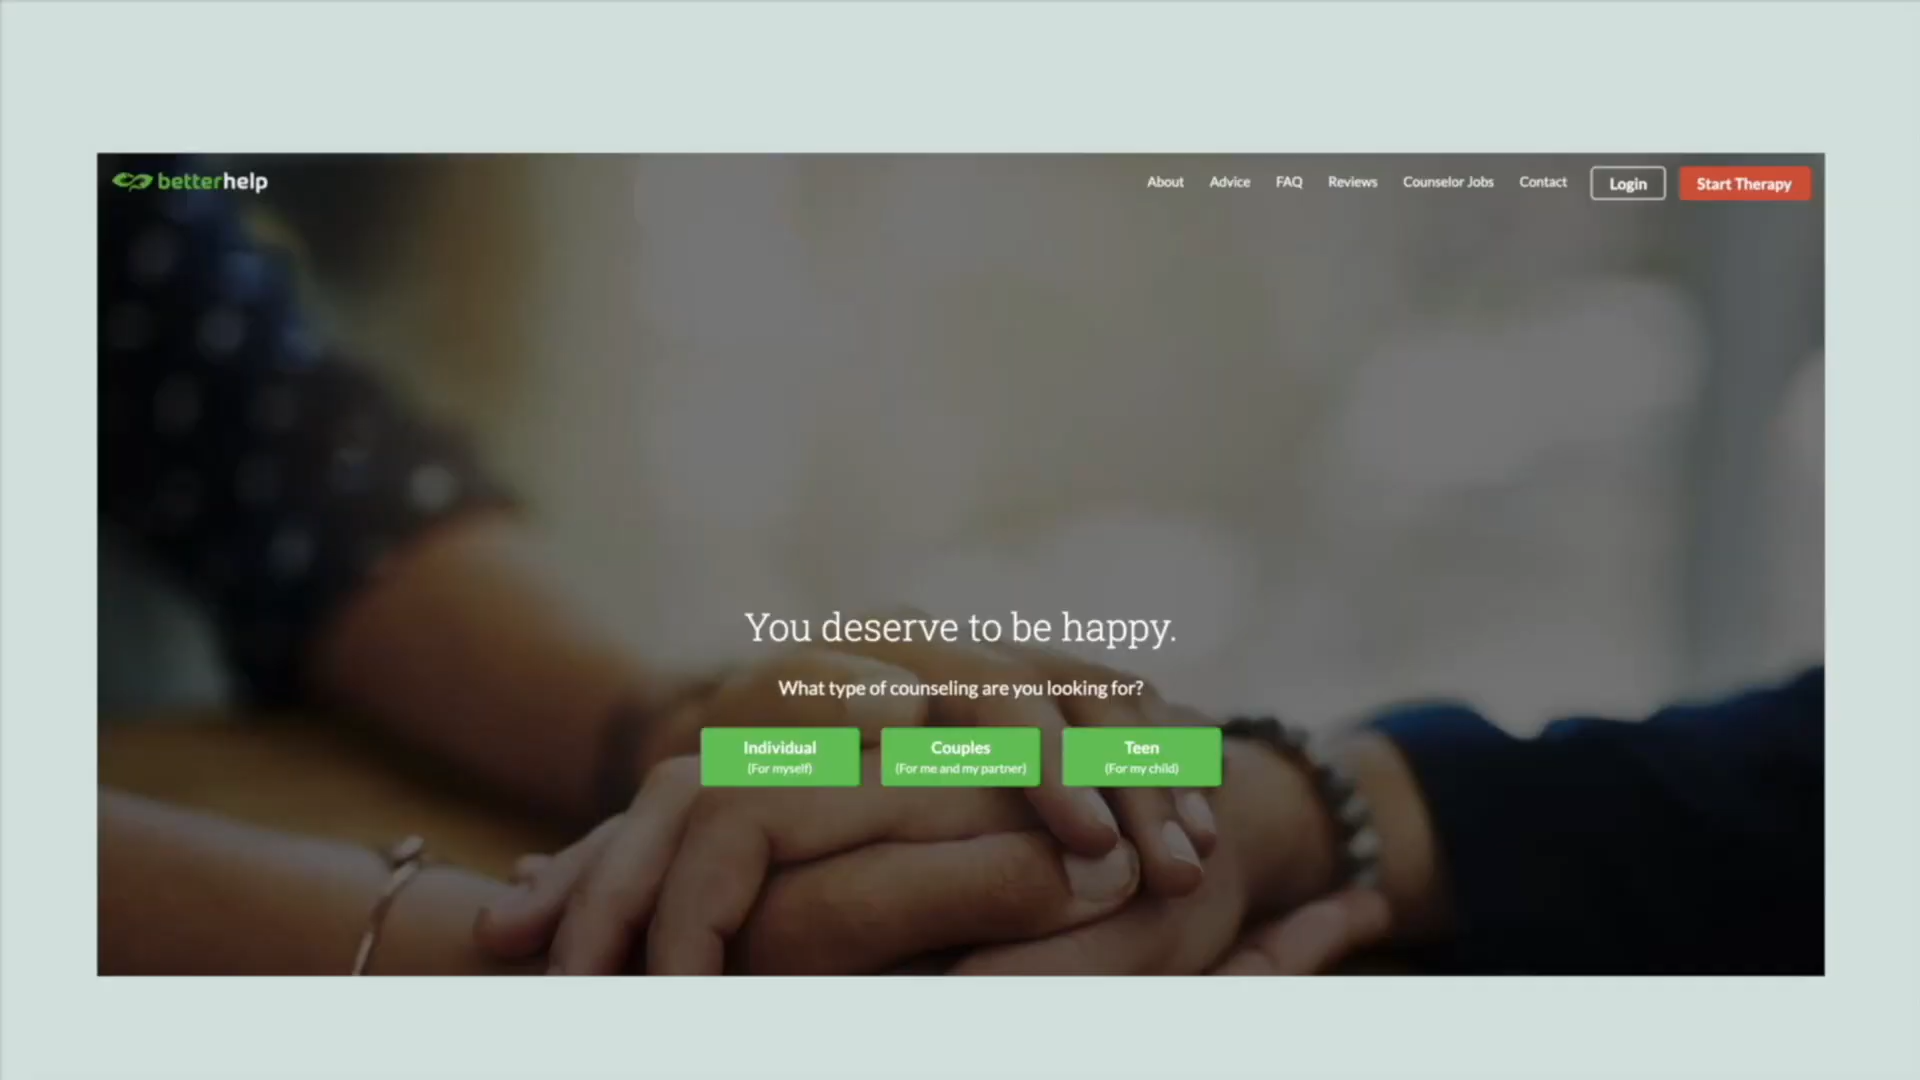 betterhelp
About
Advice
FAQ
Reviews
Counselor Jobs
Contact
Login
Start Therapy
You deserve to be happy.
What type of counseling are you looking for?
Individual
(For myself)
Couples
(For me and my partner)
Teen
(For my child)